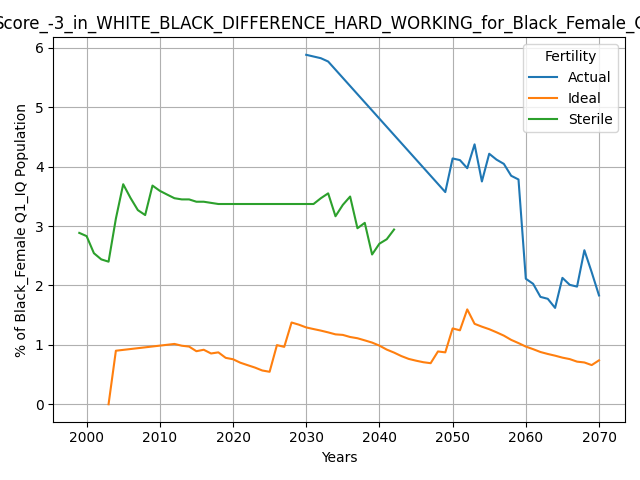 Score_-3_in_WHITE_BLACK_DIFFERENCE_HARD_WORKING_for_Black_Female_
Fertility
Actual
Ideal
Sterile
% of Black_Female Q1_IQ Population
6
5
4
3
2
1
0
2000
2010
2020
2030
2040
2050
2060
2070
Years